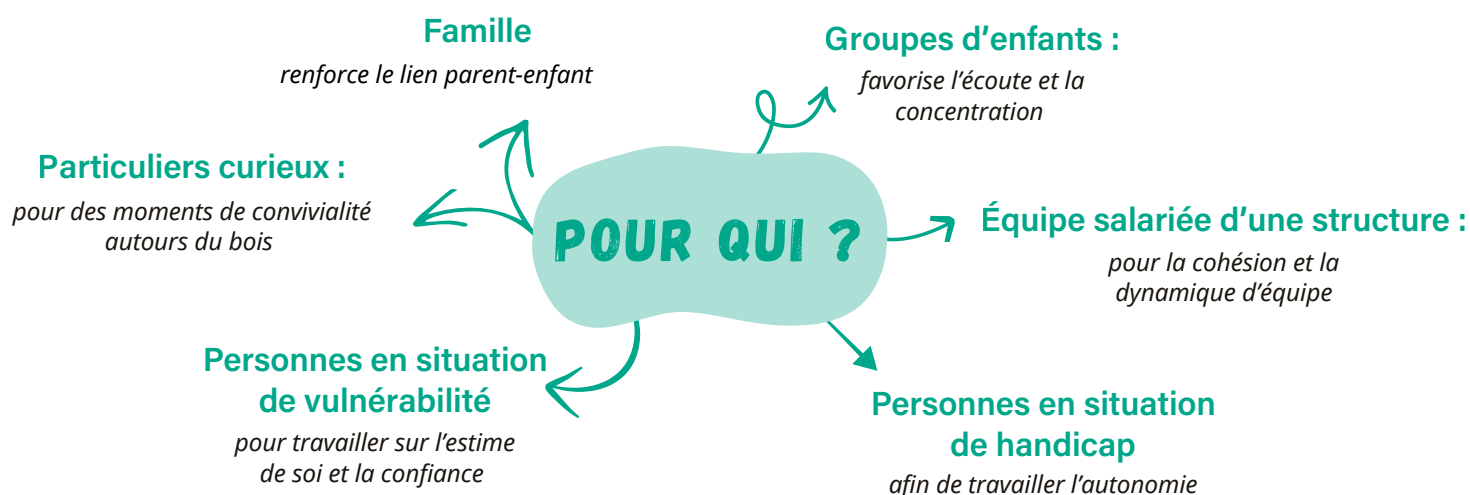 Famille
renforce le lien parent-enfant
Groupes d’enfants :
favorise l’écoute et la
concentration
Particuliers curieux :
pour des moments de convivialité
autours du bois
POUR QUI ?
Équipe salariée d’une structure :
pour la cohésion et la
dynamique d’équipe
Personnes en situation
de vulnérabilité
pour travailler sur l’estime
de soi et la confiance
Personnes en situation
de handicap
afin de travailler l’autonomie